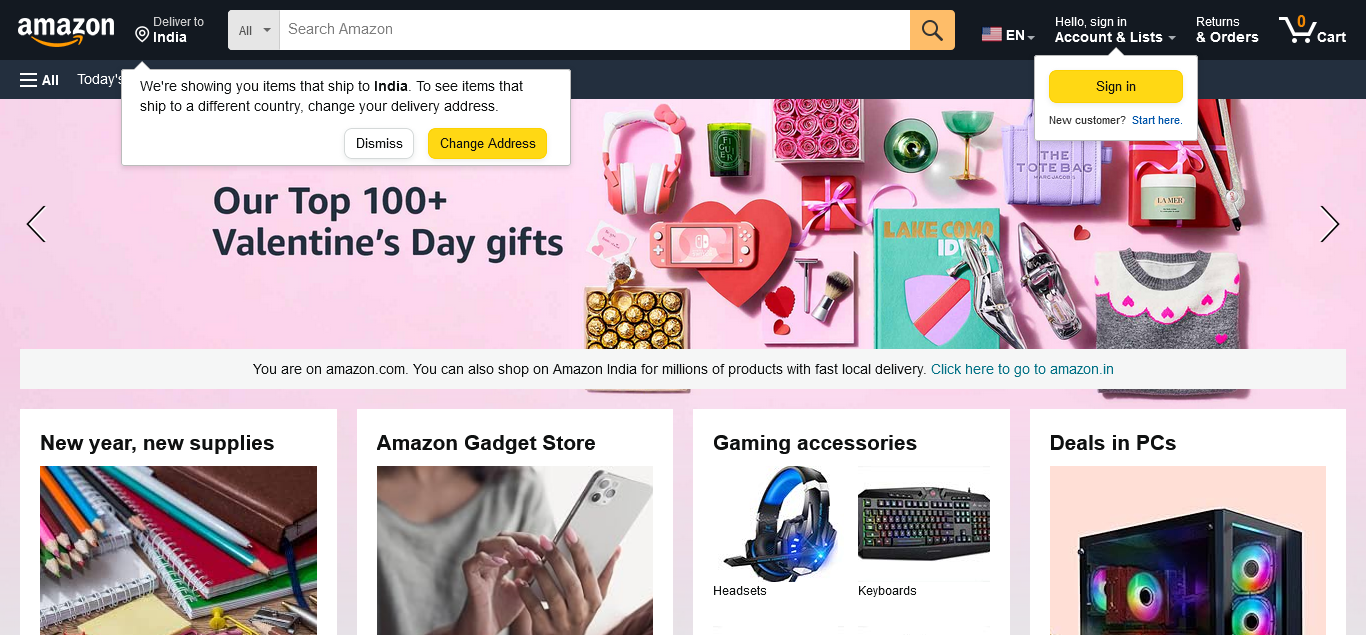 amazon
Deliver to
India
All
Search Amazon
EN
Hello, sign in
Account & Lists
Returns
& Orders
0
Cart
All
Today's
We're showing you items that ship to India. To see items that
ship to a different country, change your delivery address.
Dismiss
Change Address
Sign in
New customer? Start here.
Our Top 100+
Valentine's Day gifts
FIGUIER
THE
TOTE BAG
MARC JACOBS
LA MER
LAKE COMO
IDYLL
You are on amazon.com. You can also shop on Amazon India for millions of products with fast local delivery. Click here to go to amazon.in
New year, new supplies
Amazon Gadget Store
Gaming accessories
Deals in PCs
Headsets
Keyboards